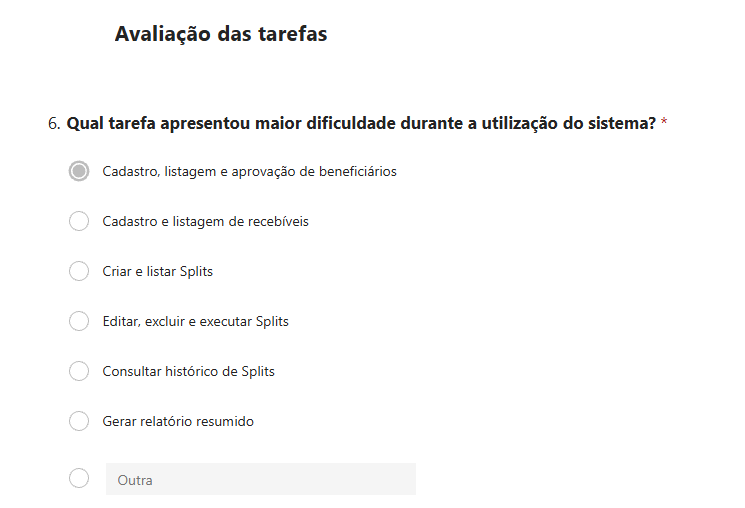 Avaliação das tarefas
6. Qual tarefa apresentou maior dificuldade durante a utilização do sistema? *
Cadastro, listagem e aprovação de beneficiários
Cadastro e listagem de recebíveis
Criar e listar Splits
Editar, excluir e executar Splits
Consultar histórico de Splits
Gerar relatório resumido
Outra